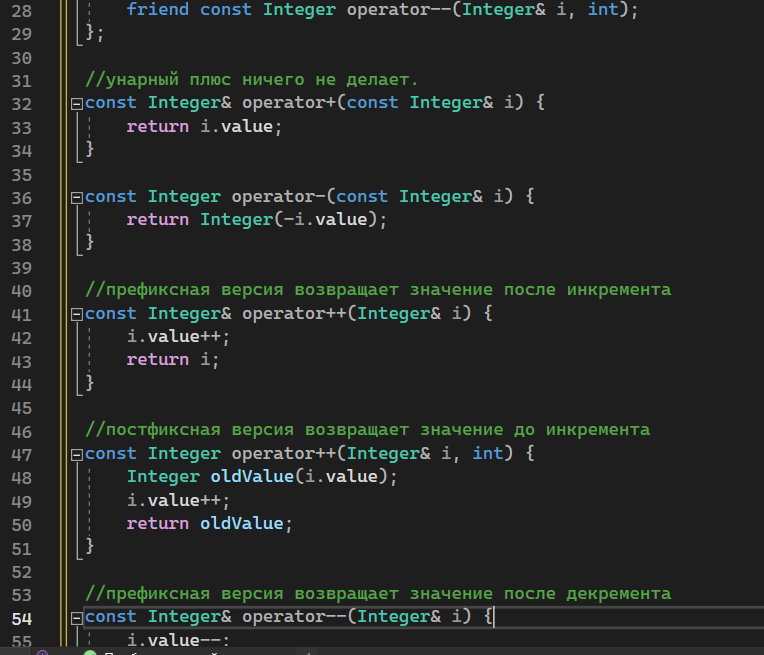 28 friend const Integer operator--(Integer& i, int);
29 };
30
31 //унарный плюс ничего не делает.
32 const Integer& operator+(const Integer& i) {
33 return i.value;
34 }
35
36 const Integer operator-(const Integer& i) {
37 return Integer(-i.value);
38 }
39
40 //префиксная версия возвращает значение после инкремента
41 const Integer& operator++(Integer& i) {
42 i.value++;
43 return i;
44 }
45
46 //постфиксная версия возвращает значение до инкремента
47 const Integer operator++(Integer& i, int) {
48 Integer oldValue(i.value);
49 i.value++;
50 return oldValue;
51 }
52
53 //префиксная версия возвращает значение после декремента
54 const Integer& operator--(Integer& i) {
55 i.value--;